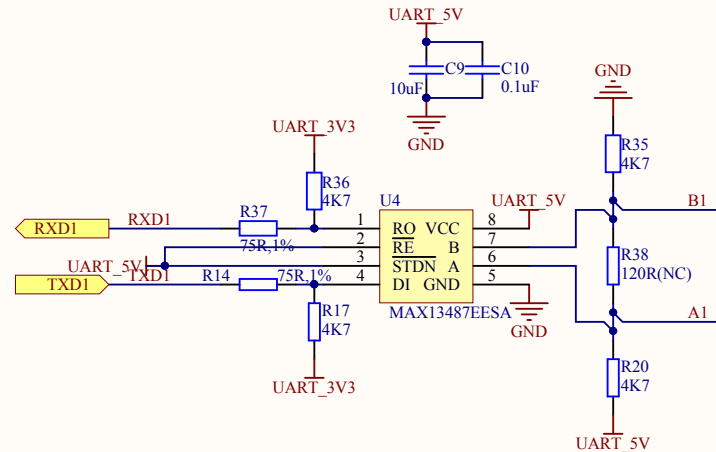 UART_5V
C9
C10
10uF
0.1uF
GND
GND
UART_3V3
R35
4K7
R36
4K7
U4
UART_5V
B1
RXD1
RXD1
R37
75R,1%
1
2
3
4
RO
RE
STDN
DI
VCC
B
A
GND
8
7
6
5
R38
120R(NC)
UART_5V
TXD1
TXD1
R14
75R,1%
MAX13487EESA
GND
A1
R17
4K7
R20
4K7
UART_3V3
UART_5V